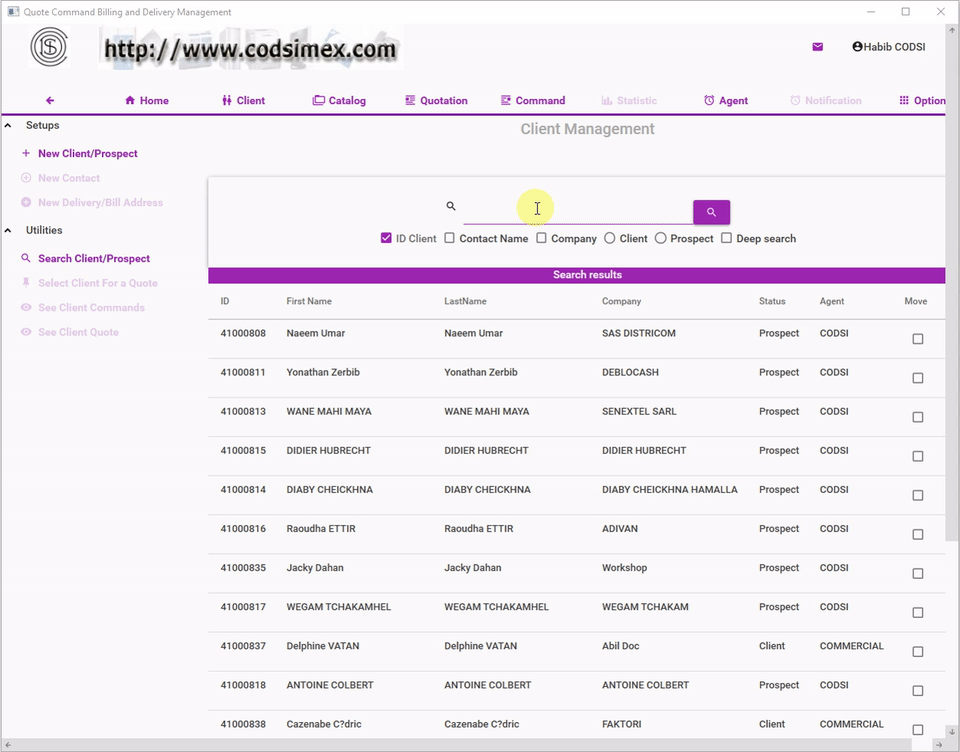 Quote Command Billing and Delivery Management
http://www.codsimex.com
Habib CODSI
Home Client Catalog Quotation Command Statistic Agent Notification Option
Setups
Client Management
New Client/Prospect
New Contact
New Delivery/Bill Address
Utilities
ID Client Contact Name Company Client Prospect Deep search
Search Client/Prospect
Search results
Select Client For a Quote
See Client Commands
See Client Quote
ID First Name LastName Company Status Agent Move
41000808 Naeem Umar Naeem Umar SAS DISTRICOM Prospect CODSI
41000811 Yonathan Zerbib Yonathan Zerbib DEBLOCASH Prospect CODSI
41000813 WANE MAHI MAYA WANE MAHI MAYA SENEXTEL SARL Prospect CODSI
41000815 DIDIER HUBRECHT DIDIER HUBRECHT DIDIER HUBRECHT Prospect CODSI
41000814 DIABY CHEICKHNA DIABY CHEICKHNA DIABY CHEICKHNA HAMALLA Prospect CODSI
41000816 Raoudha ETTIR Raoudha ETTIR ADIVAN Prospect CODSI
41000835 Jacky Dahan Jacky Dahan Workshop Prospect CODSI
41000817 WEGAM TCHAKAMHEL WEGAM TCHAKAMHEL WEGAM TCHAKAM Prospect CODSI
41000837 Delphine VATAN Delphine VATAN Abil Doc Client COMMERCIAL
41000818 ANTOINE COLBERT ANTOINE COLBERT ANTOINE COLBERT Prospect CODSI
41000838 Cazenabe C?dric Cazenabe C?dric FAKTORI Client COMMERCIAL